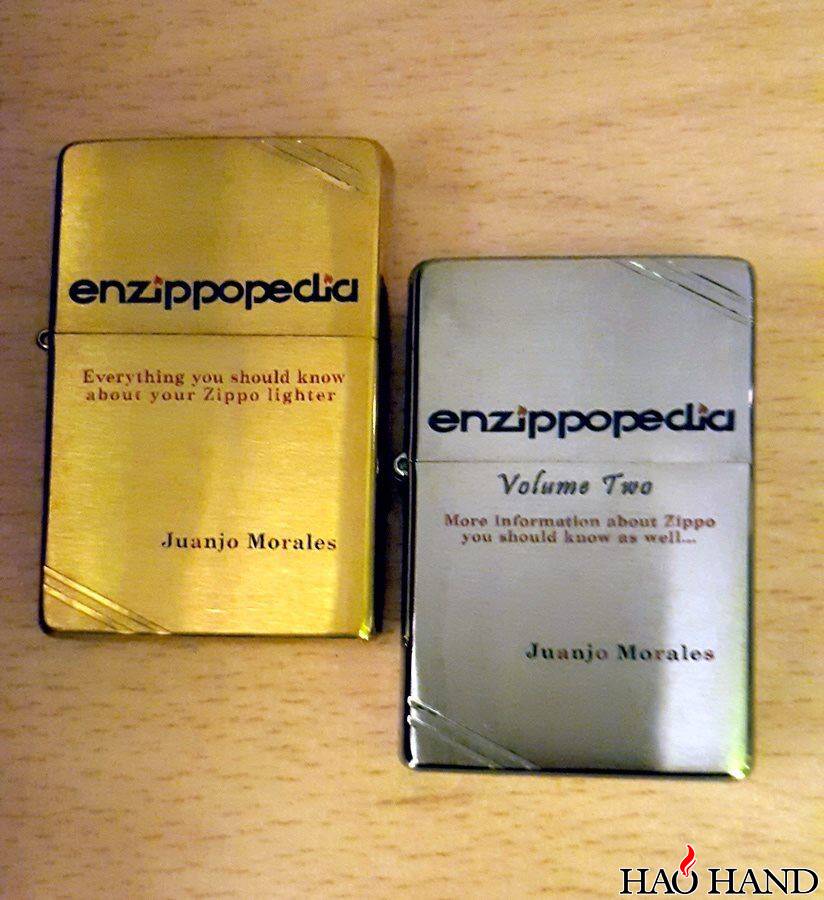 enzippopedia
Everything you should know
about your Zippo lighter
Juanjo Morales
enzippopedia
Volume Two
More information about Zippo
you should know as well...
Juanjo Morales
HAO HAND